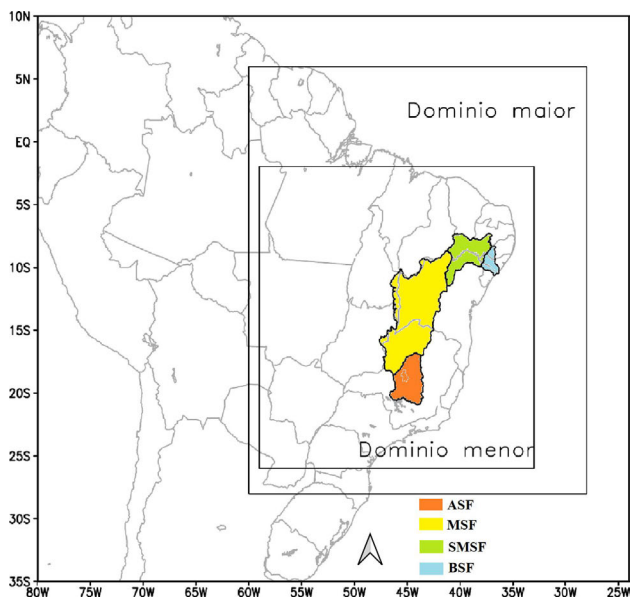 10N
5N
EQ
5S
10S
15S
20S
25S
30S
35S
Dominio maior
Dominio menor
ASF
MSF
SMSF
BSF
80W 75W 70W 65W 60W 55W 50W 45W 40W 35W 30W 25W